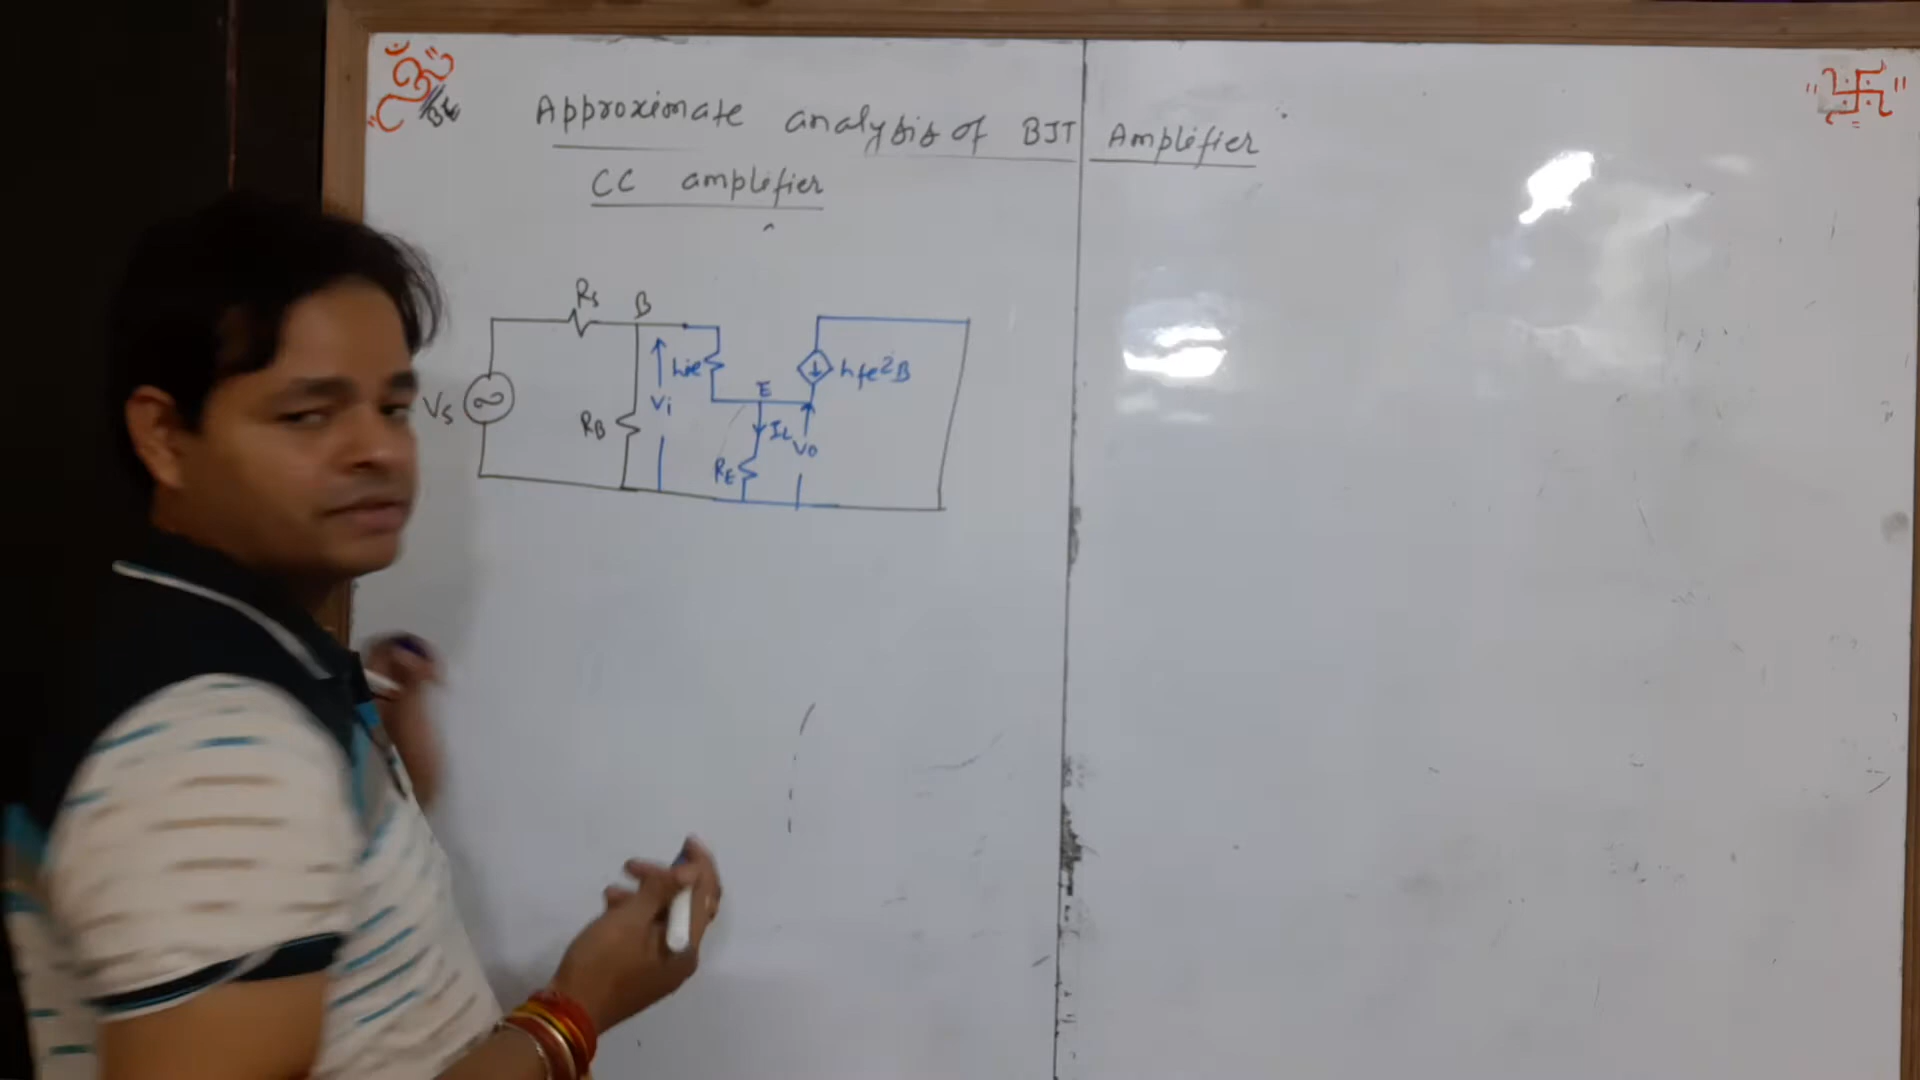 Approximate analysis of BJT Amplifier
CC amplifier
Rs
B
hie
hfe iB
E
Vs
Vi
RB
IL
Vo
RE